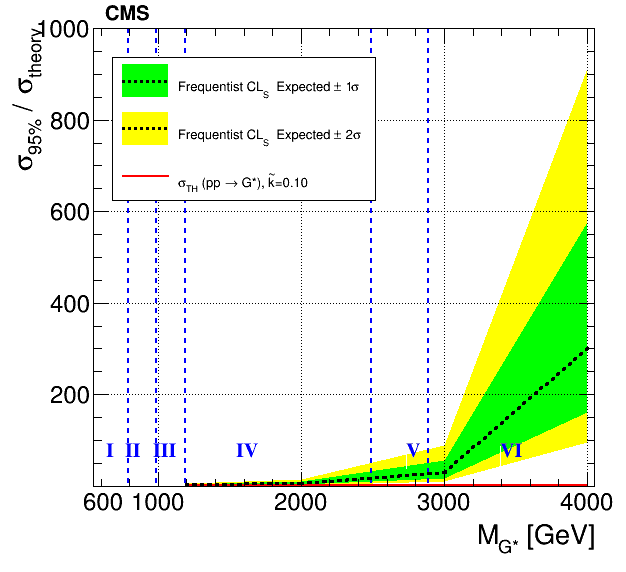 CMS
σ95% / σtheory
1000
800
600
400
200
Frequentist CLS Expected ± 1σ
Frequentist CLS Expected ± 2σ
σTH (pp → G*), k̃=0.10
I II III IV V VI
600 1000 2000 3000 4000
MG* [GeV]